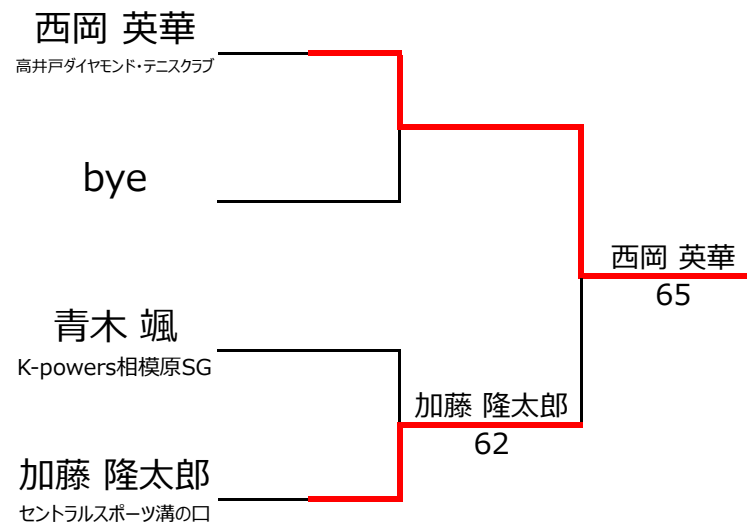 西岡 英華
高井戸ダイヤモンド・テニスクラブ
bye
西岡 英華
65
青木 颯
K-powers相模原SG
加藤 隆太郎
62
加藤 隆太郎
セントラルスポーツ溝の口